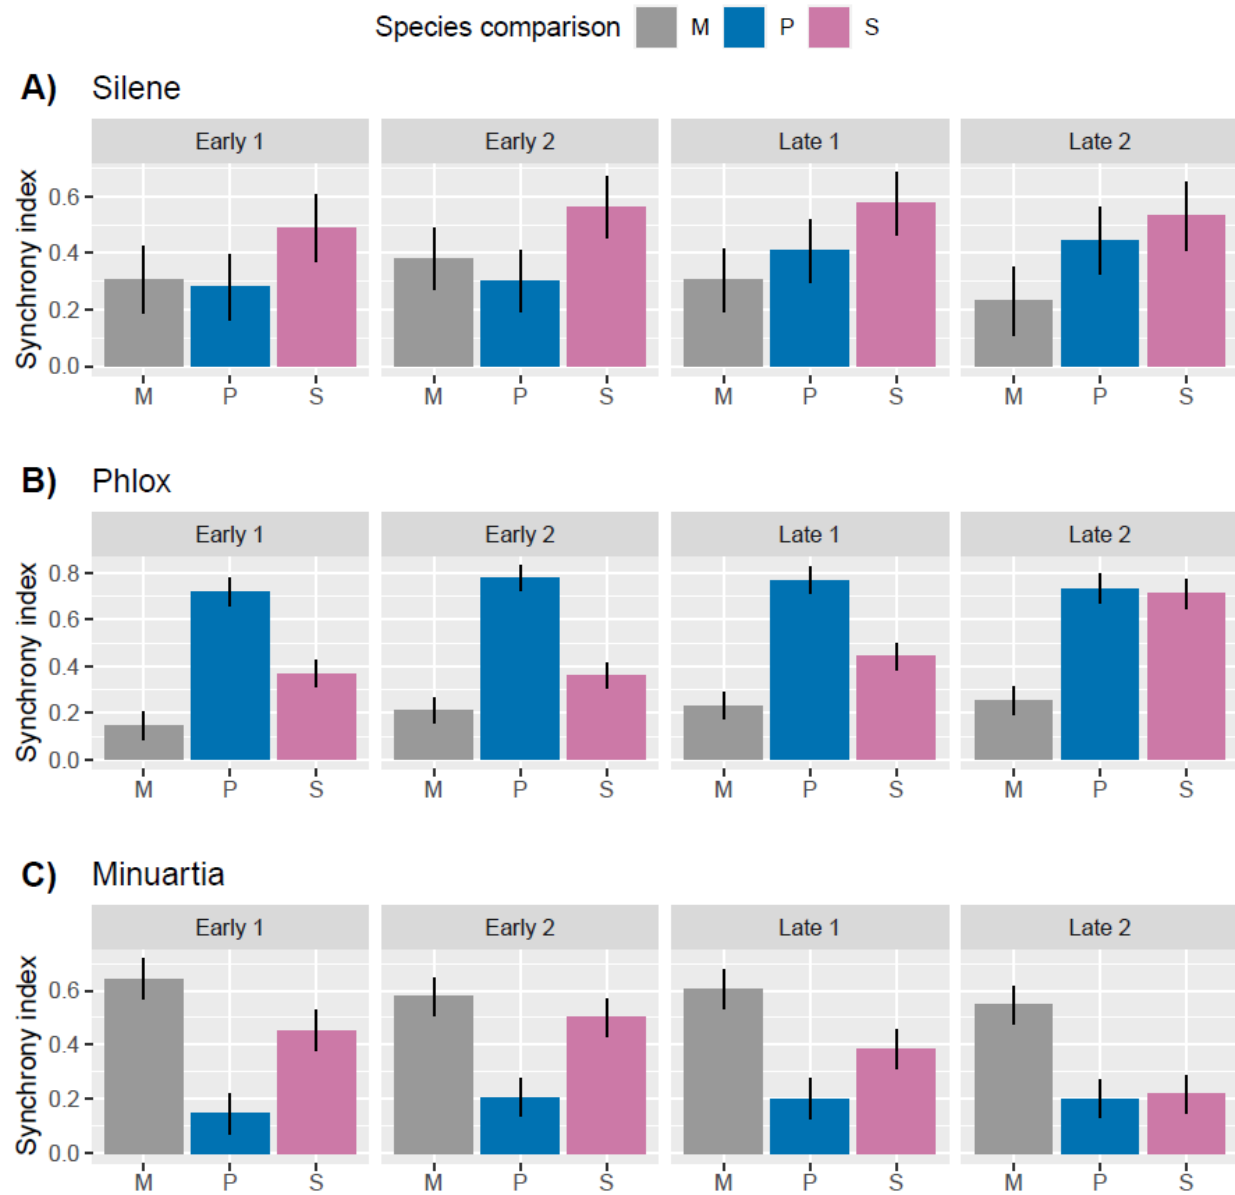 Species comparison M P S
A) Silene
Early 1 Early 2 Late 1 Late 2
Synchrony index
0.6
0.4
0.2
0.0
M P S M P S M P S M P S
B) Phlox
Early 1 Early 2 Late 1 Late 2
Synchrony index
0.8
0.6
0.4
0.2
0.0
M P S M P S M P S M P S
C) Minuartia
Early 1 Early 2 Late 1 Late 2
Synchrony index
0.6
0.4
0.2
0.0
M P S M P S M P S M P S